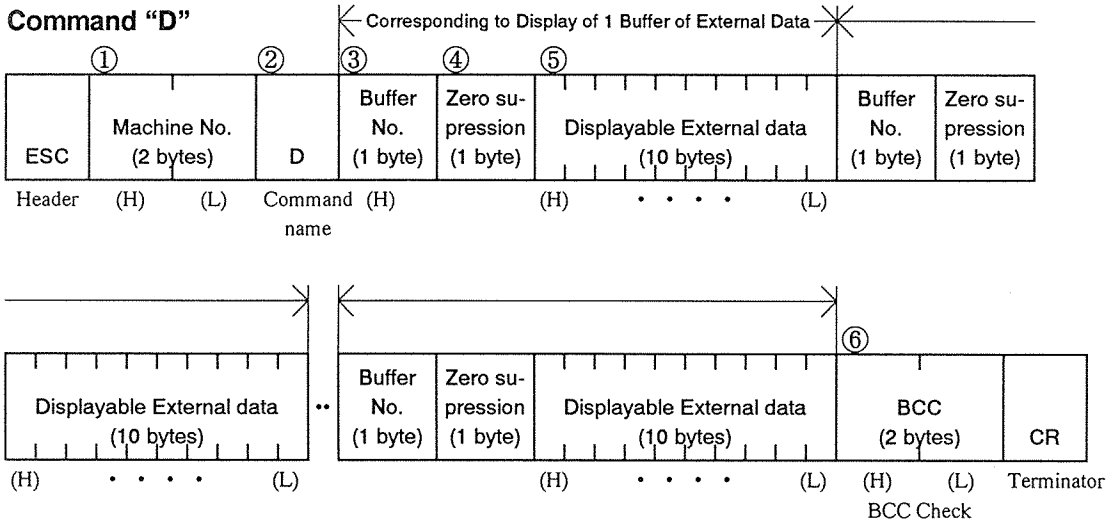 Command “D”
Corresponding to Display of 1 Buffer of External Data
① ② ③ ④ ⑤
ESC
Machine No.
(2 bytes)
D
Buffer
No.
(1 byte)
Zero su-
pression
(1 byte)
Displayable External data
(10 bytes)
Buffer
No.
(1 byte)
Zero su-
pression
(1 byte)
Header (H) (L) Command (H) (H) • • • • (L)
name
⑥
Displayable External data
(10 bytes)
••
Buffer
No.
(1 byte)
Zero su-
pression
(1 byte)
Displayable External data
(10 bytes)
BCC
(2 bytes)
CR
(H) • • • • (L) (H) • • • • (L) (H) (L) Terminator
BCC Check